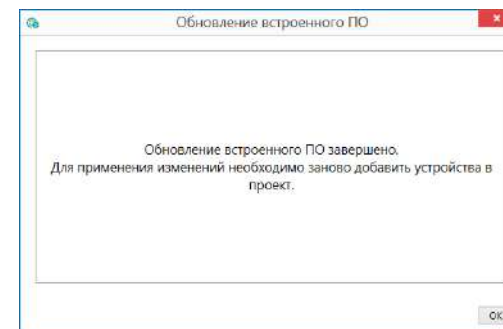 Обновление встроенного ПО
Обновление встроенного ПО завершено.
Для применения изменений необходимо заново добавить устройства в
проект.
ОК